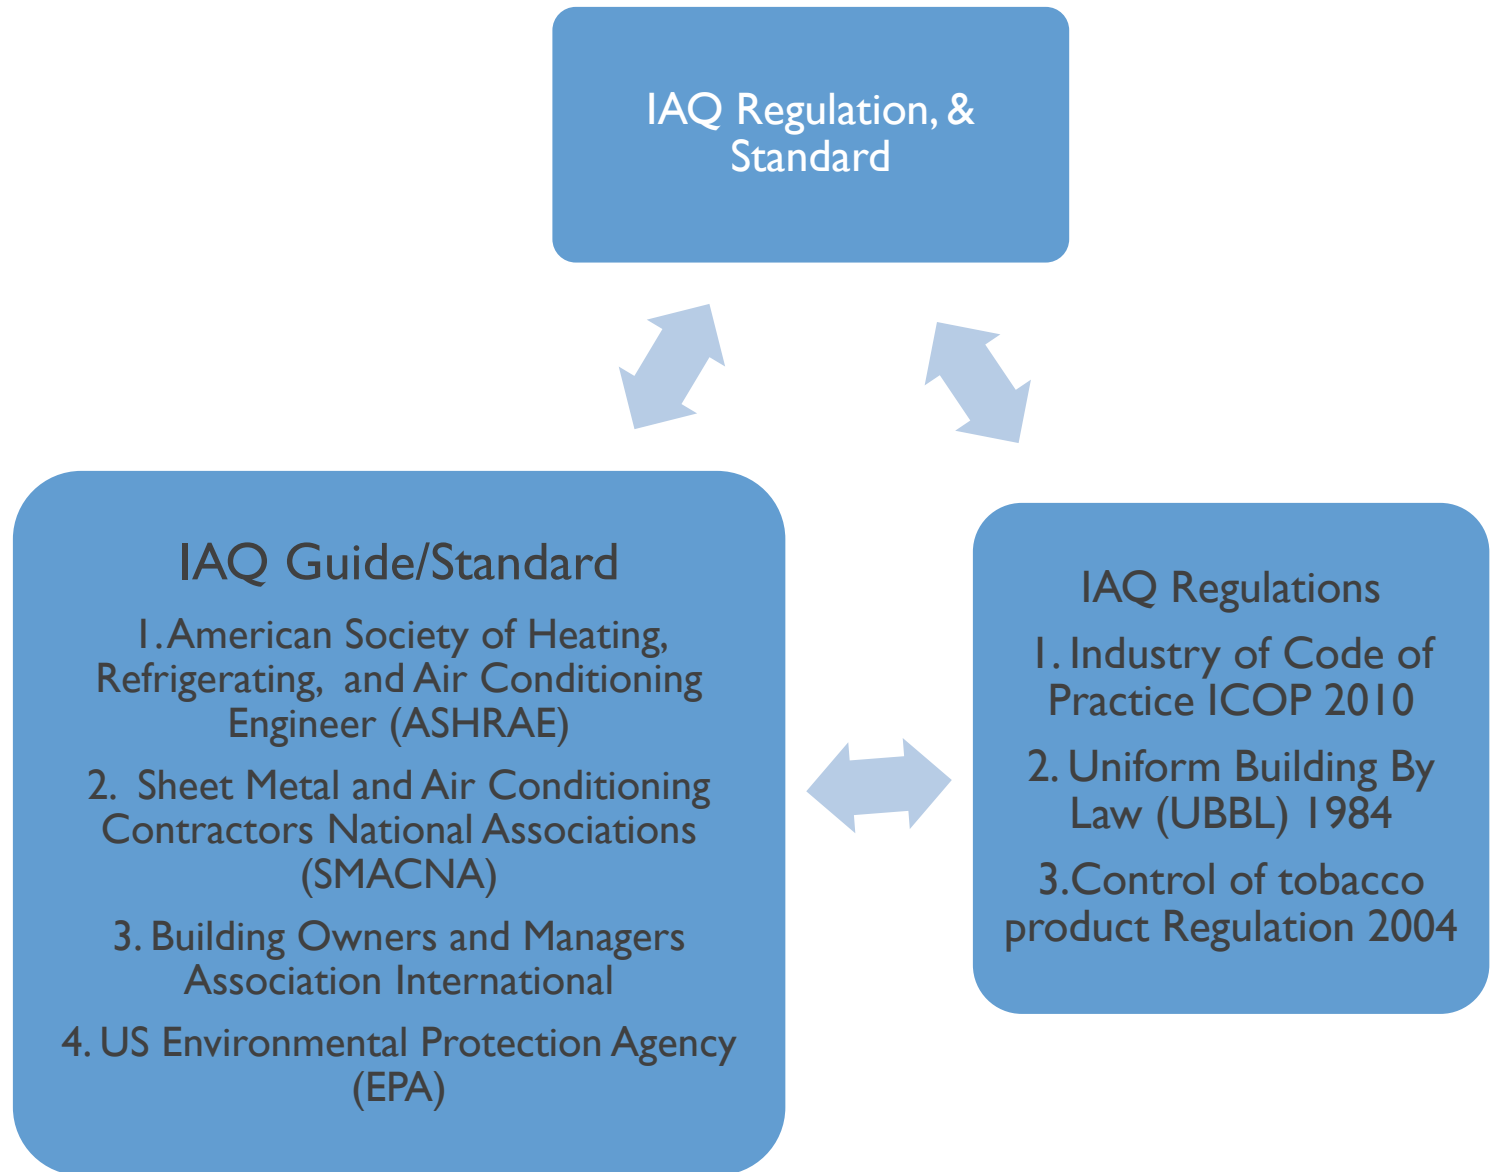 IAQ Regulation, &
Standard
IAQ Guide/Standard
1. American Society of Heating,
Refrigerating, and Air Conditioning
Engineer (ASHRAE)
2. Sheet Metal and Air Conditioning
Contractors National Associations
(SMACNA)
3. Building Owners and Managers
Association International
4. US Environmental Protection Agency
(EPA)
IAQ Regulations
1. Industry of Code of
Practice ICOP 2010
2. Uniform Building By
Law (UBBL) 1984
3.Control of tobacco
product Regulation 2004